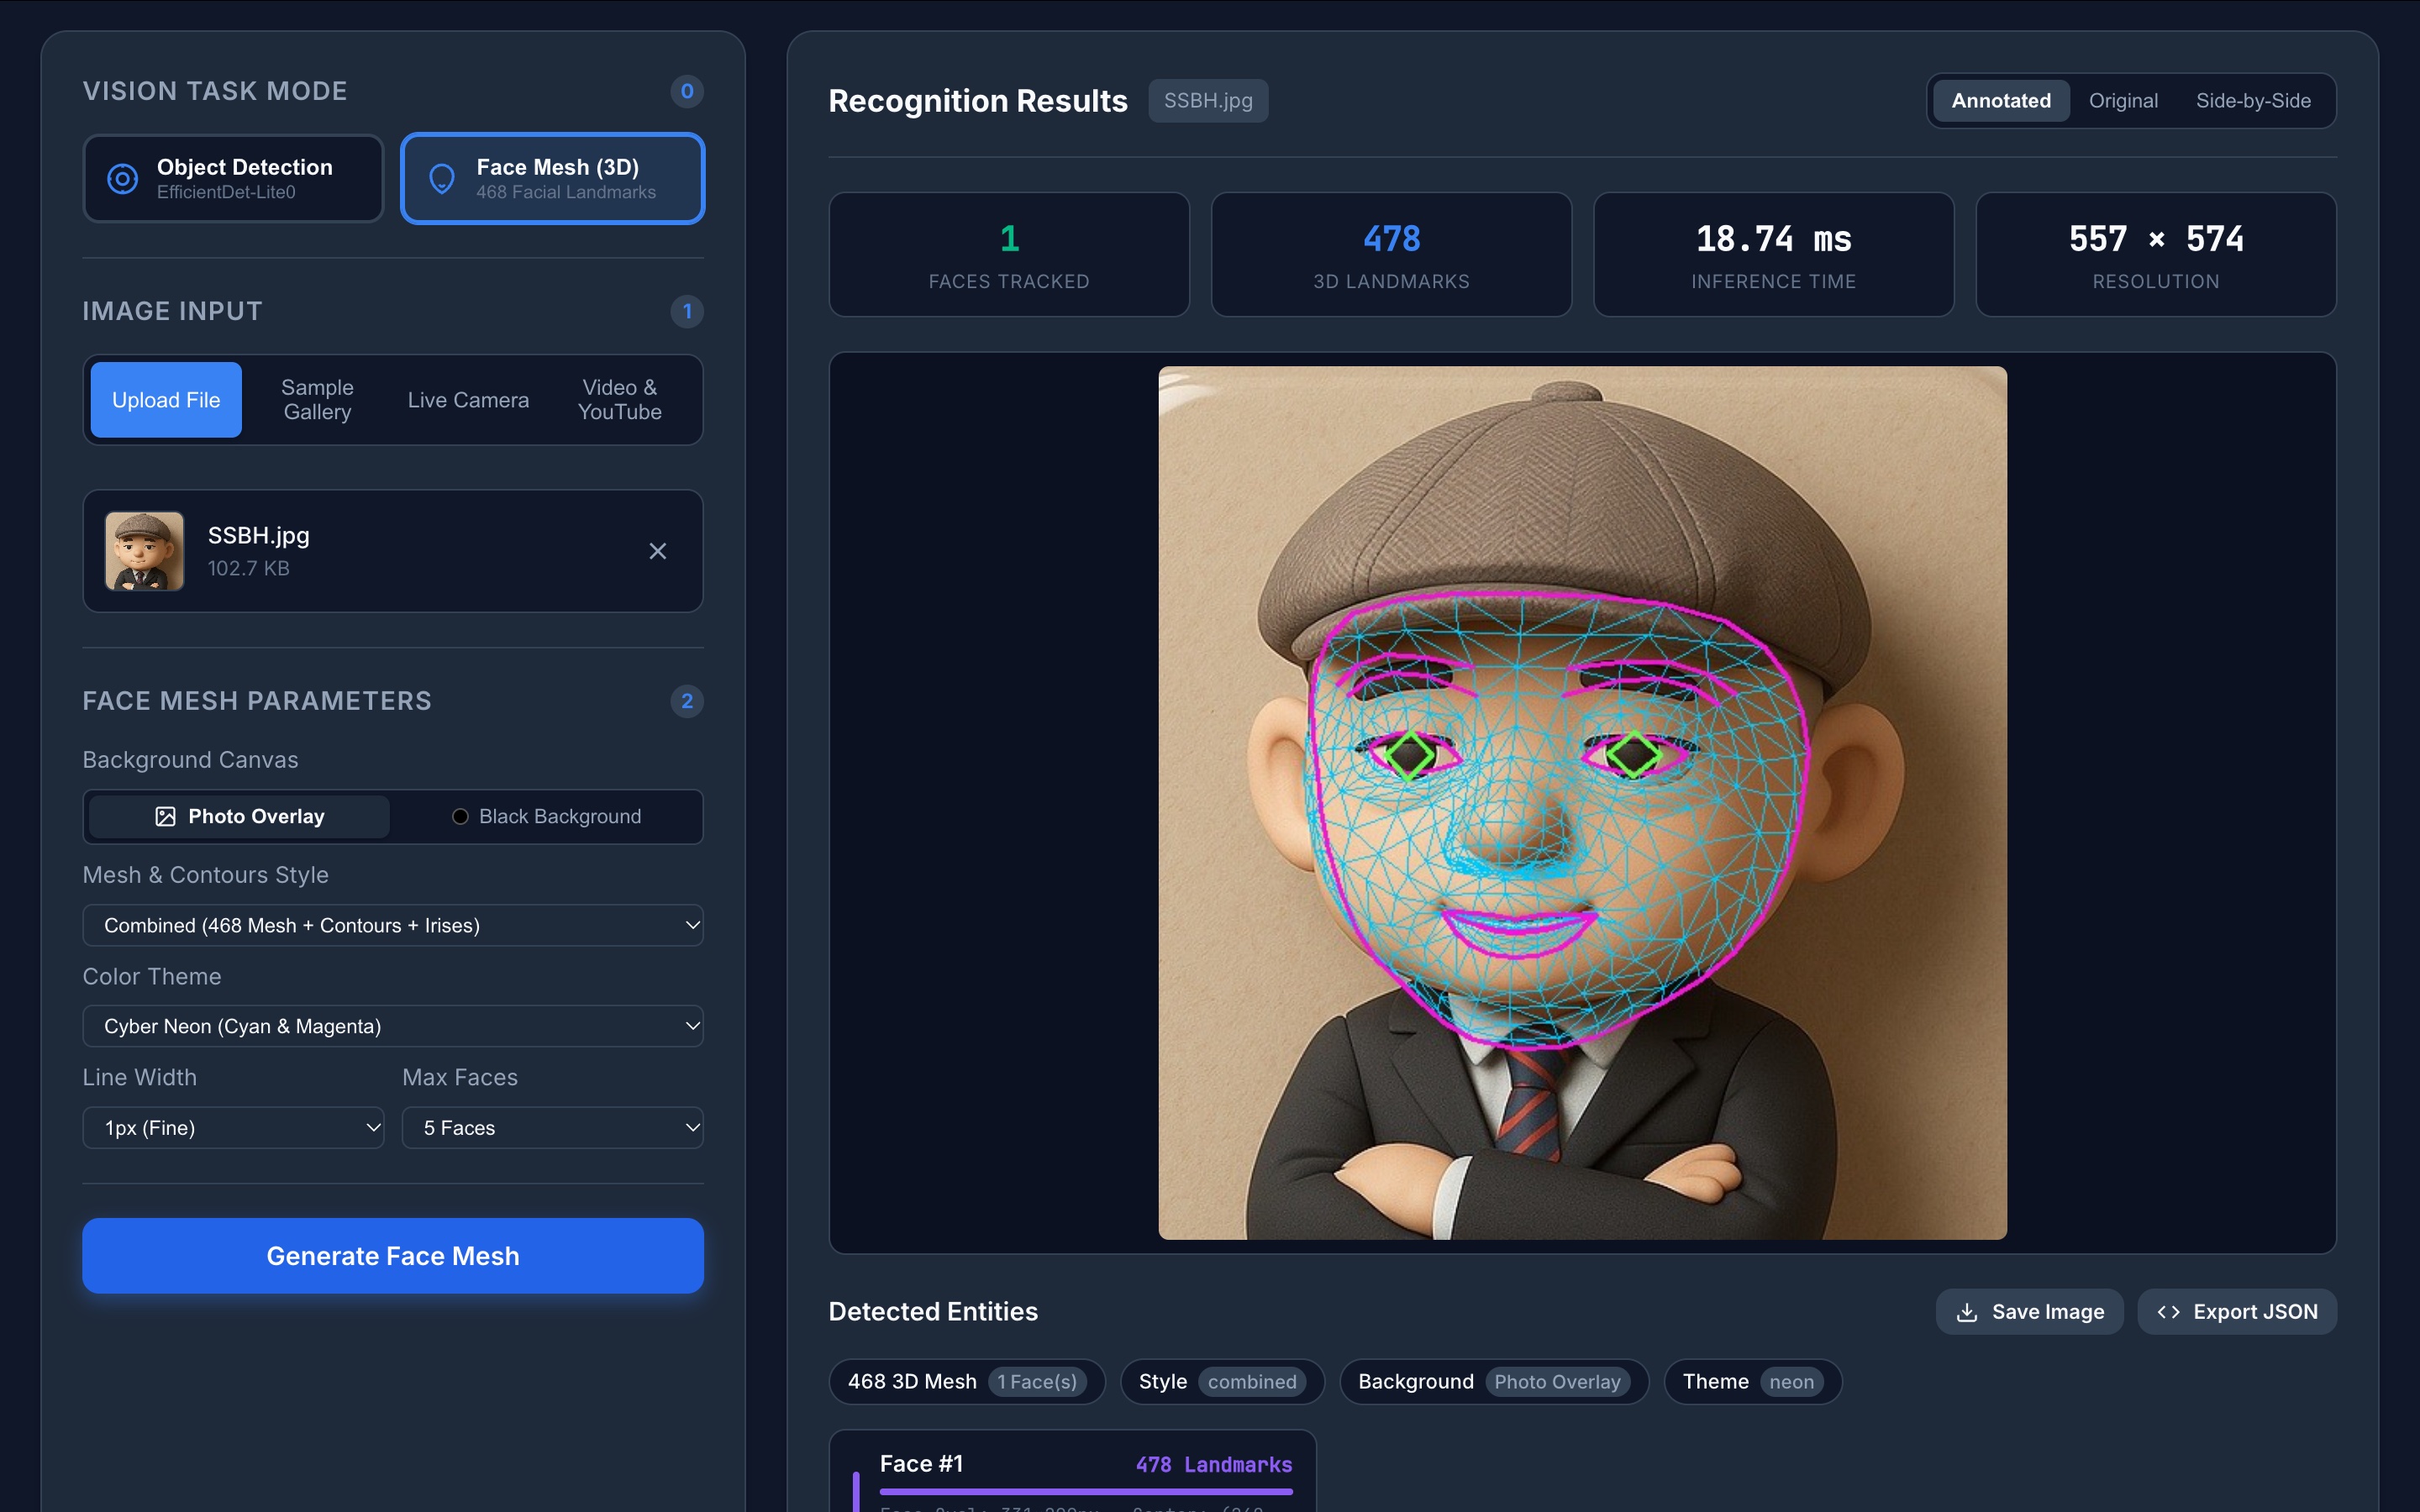 VISION TASK MODE
0
Object Detection
EfficientDet-Lite0
Face Mesh (3D)
468 Facial Landmarks
IMAGE INPUT
1
Upload File
Sample
Gallery
Live Camera
Video &
YouTube
SSBH.jpg
102.7 KB
FACE MESH PARAMETERS
2
Background Canvas
Photo Overlay
Black Background
Mesh & Contours Style
Combined (468 Mesh + Contours + Irises)
Color Theme
Cyber Neon (Cyan & Magenta)
Line Width
Max Faces
1px (Fine)
5 Faces
Generate Face Mesh
Recognition Results
SSBH.jpg
Annotated
Original
Side-by-Side
1
FACES TRACKED
478
3D LANDMARKS
18.74 ms
INFERENCE TIME
557 × 574
RESOLUTION
Detected Entities
Save Image
Export JSON
468 3D Mesh 1 Face(s)
Style combined
Background Photo Overlay
Theme neon
Face #1
478 Landmarks